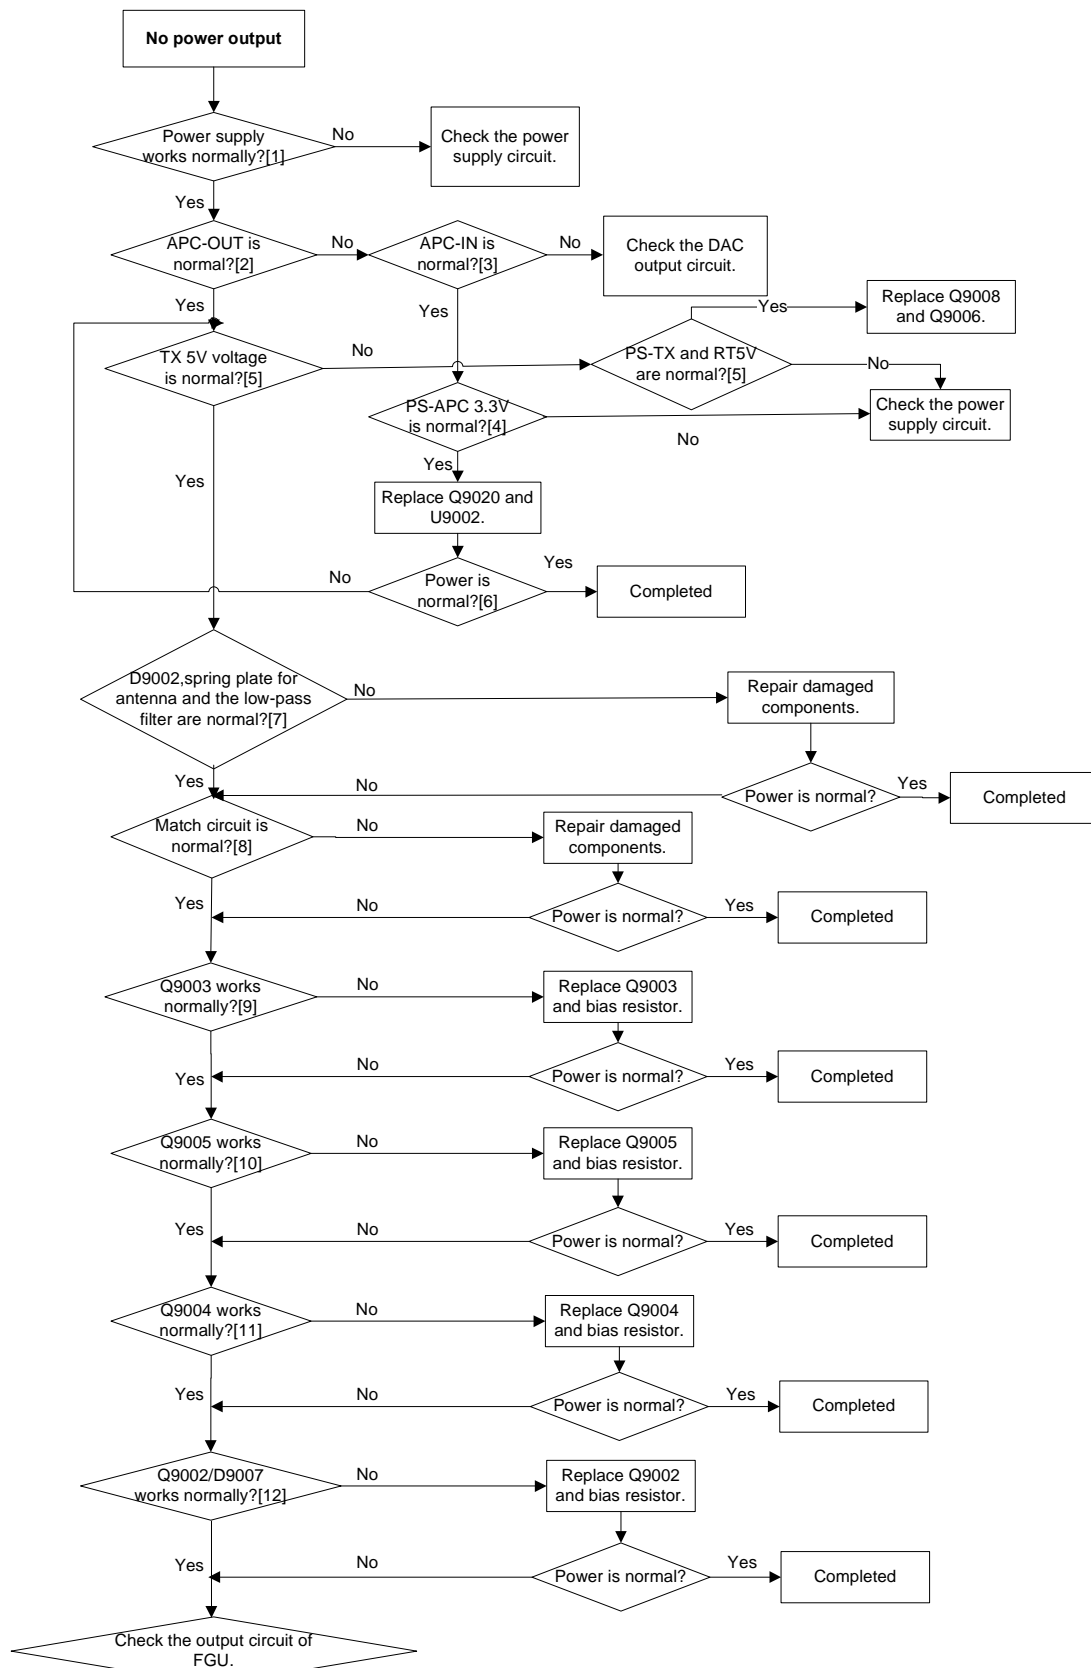 No power output
Power supply
works normally?[1]
No
Check the power
supply circuit.
Yes
APC-OUT is
normal?[2]
No
APC-IN is
normal?[3]
No
Check the DAC
output circuit.
Yes
Yes
Yes
Replace Q9008
and Q9006.
TX 5V voltage
is normal?[5]
No
PS-TX and RT5V
are normal?[5]
No
PS-APC 3.3V
is normal?[4]
No
Check the power
supply circuit.
Yes
Yes
Replace Q9020 and
U9002.
No
Power is
normal?[6]
Yes
Completed
D9002,spring plate for
antenna and the low-pass
filter are normal?[7]
No
Repair damaged
components.
Yes
No
Power is normal?
Yes
Completed
Match circuit is
normal?[8]
No
Repair damaged
components.
Yes
No
Power is normal?
Yes
Completed
Q9003 works
normally?[9]
No
Replace Q9003
and bias resistor.
Yes
No
Power is normal?
Yes
Completed
Q9005 works
normally?[10]
No
Replace Q9005
and bias resistor.
Yes
No
Power is normal?
Yes
Completed
Q9004 works
normally?[11]
No
Replace Q9004
and bias resistor.
Yes
No
Power is normal?
Yes
Completed
Q9002/D9007
works normally?[12]
No
Replace Q9002
and bias resistor.
Yes
No
Power is normal?
Yes
Completed
Check the output circuit of
FGU.